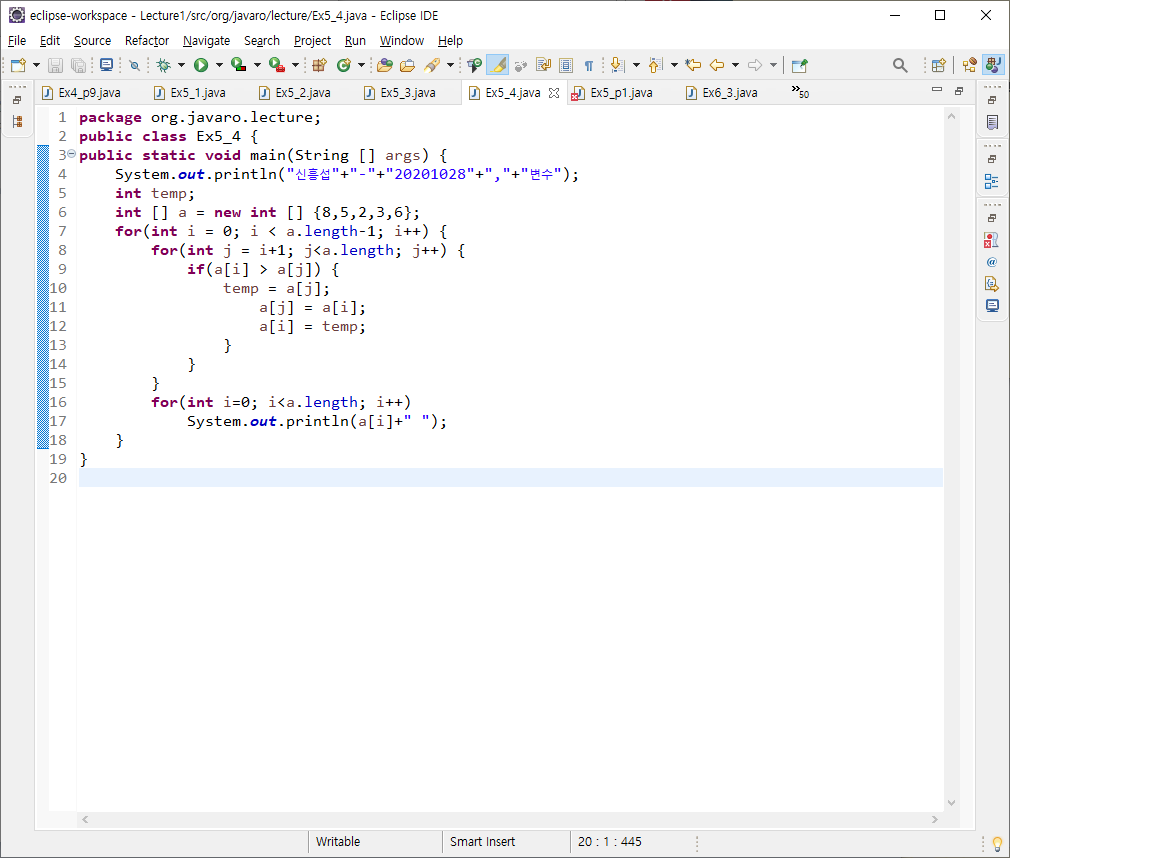 eclipse-workspace - Lecture1/src/org/javaro/lecture/Ex5_4.java - Eclipse IDE
File Edit Source Refactor Navigate Search Project Run Window Help
Ex4_p9.java Ex5_1.java Ex5_2.java Ex5_3.java Ex5_4.java Ex5_p1.java Ex6_3.java »50
1 package org.javaro.lecture;
2 public class Ex5_4 {
3 public static void main(String [] args) {
4 System.out.println("신흥섭"+"-"+"20201028"+","+"변수");
5 int temp;
6 int [] a = new int [] {8,5,2,3,6};
7 for(int i = 0; i < a.length-1; i++) {
8 for(int j = i+1; j<a.length; j++) {
9 if(a[i] > a[j]) {
10 temp = a[j];
11 a[j] = a[i];
12 a[i] = temp;
13 }
14 }
15 }
16 for(int i=0; i<a.length; i++)
17 System.out.println(a[i]+" ");
18 }
19 }
20
Writable Smart Insert 20 : 1 : 445